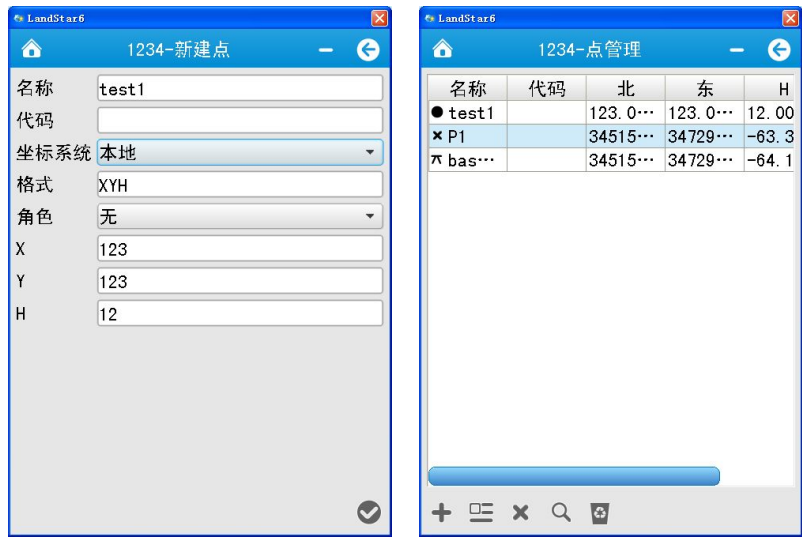 LandStar6
1234-新建点
名称 test1
代码
坐标系统 本地
格式 XYH
角色 无
X 123
Y 123
H 12
LandStar6
1234-点管理
名称 代码 北 东 H
test1 123.0… 123.0… 12.00
P1 34515… 34729… -63.3
bas… 34515… 34729… -64.1